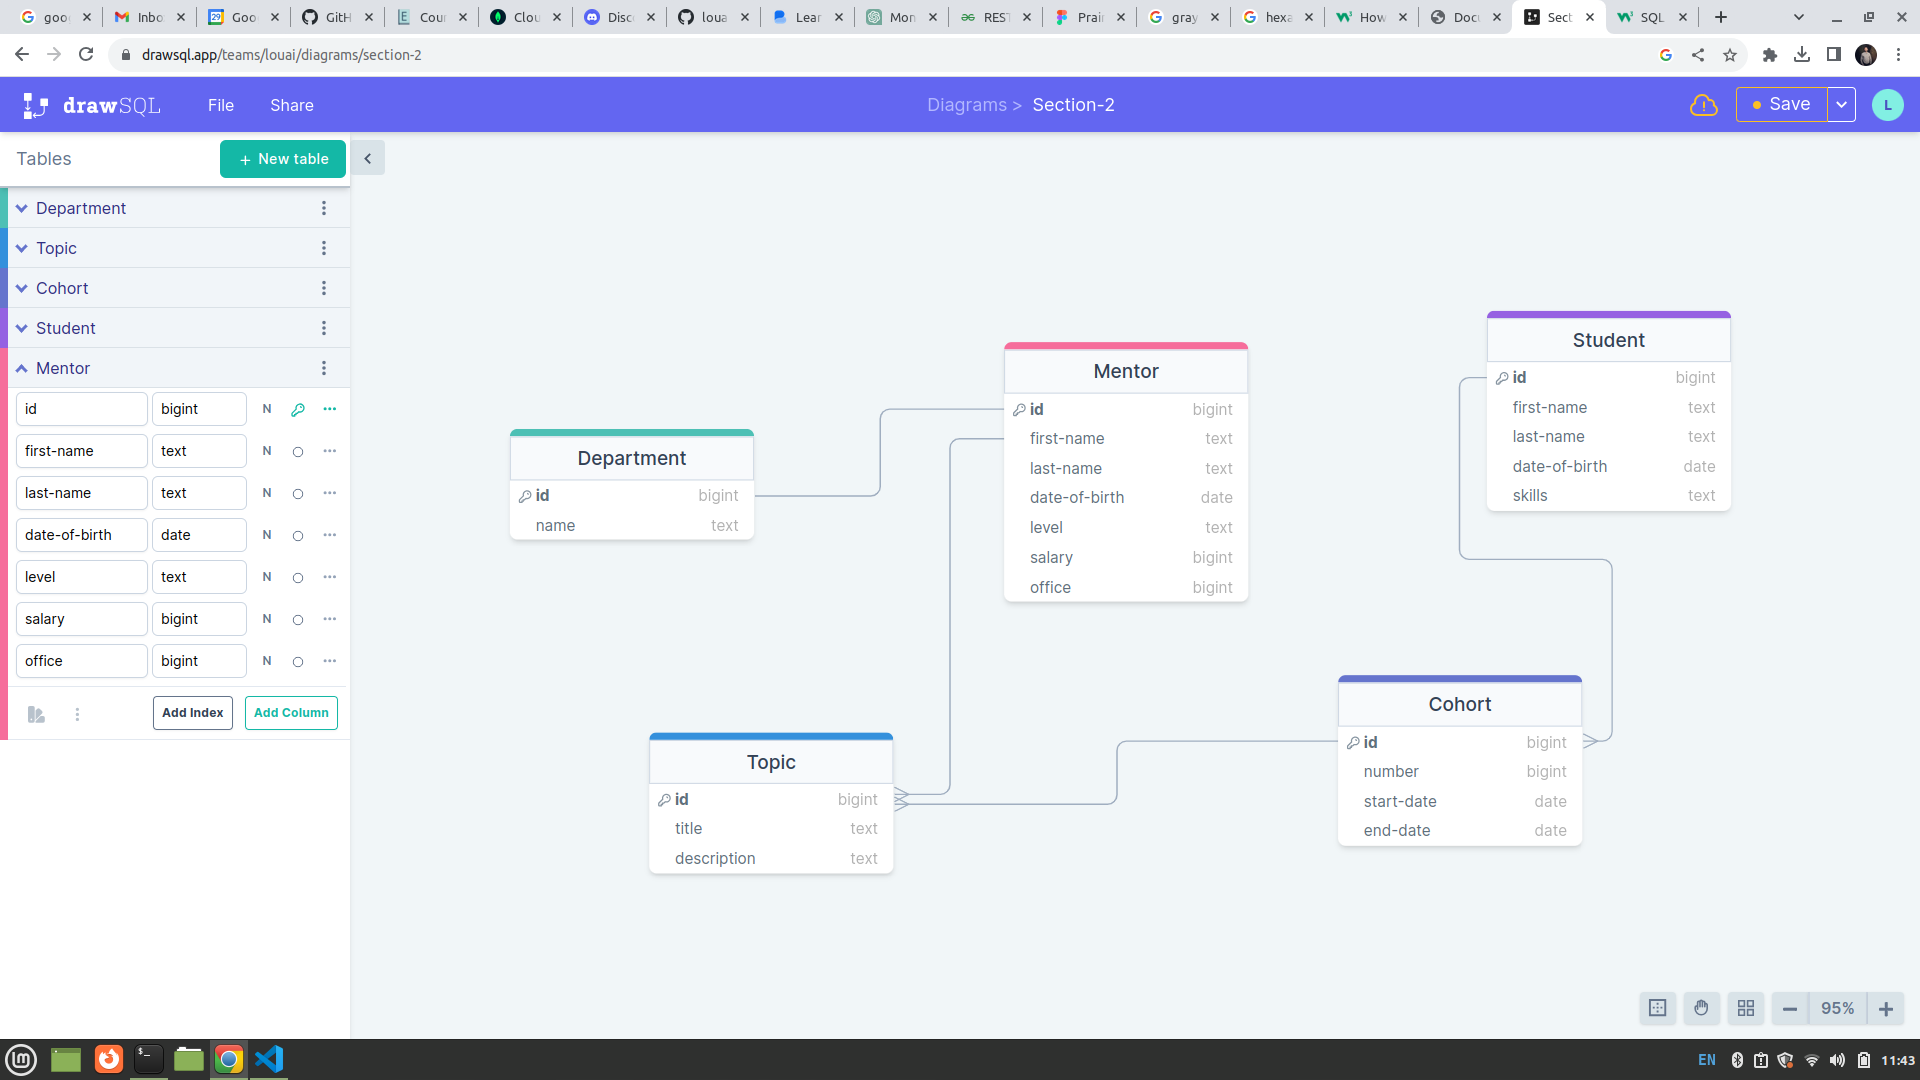 goo
Inbo
Goo
GitH
Cour
Clou
Disc
loua
Lear
Mon
REST
Prai
gray
hexa
How
Docu
Sect
SQL
drawsql.app/teams/louai/diagrams/section-2
drawSQL
File
Share
Diagrams > Section-2
Save
L
Tables
+ New table
Department
Topic
Cohort
Student
Mentor
id bigint N
first-name text N
last-name text N
date-of-birth date N
level text N
salary bigint N
office bigint N
Add Index
Add Column
Department
id bigint
name text
Mentor
id bigint
first-name text
last-name text
date-of-birth date
level text
salary bigint
office bigint
Student
id bigint
first-name text
last-name text
date-of-birth date
skills text
Topic
id bigint
title text
description text
Cohort
id bigint
number bigint
start-date date
end-date date
95%
EN
11:43